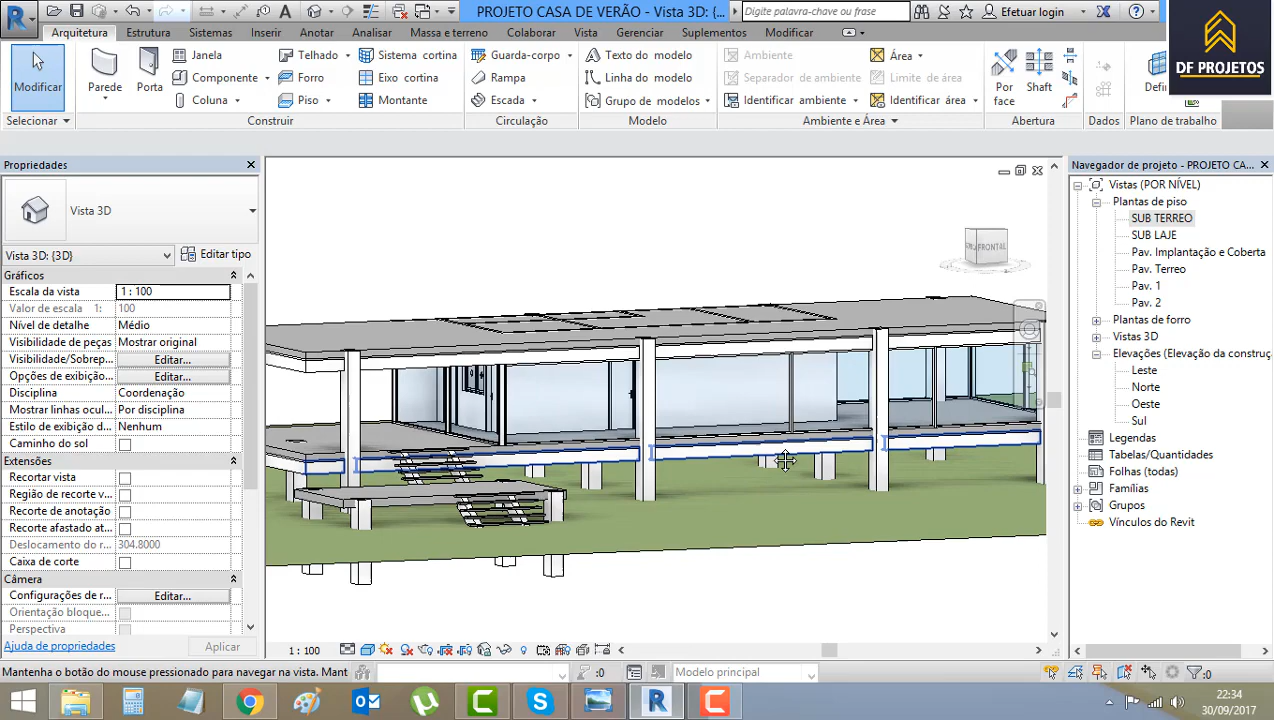 PROJETO CASA DE VERÃO - Vista 3D: {...
Digite palavra-chave ou frase
Efetuar login
Arquitetura Estrutura Sistemas Inserir Anotar Analisar Massa e terreno Colaborar Vista Gerenciar Suplementos Modificar
Modificar
Parede
Porta
Janela
Componente
Coluna
Telhado
Forro
Piso
Sistema cortina
Eixo Cortina
Montante
Guarda-corpo
Rampa
Escada
Texto do modelo
Linha do modelo
Grupo de modelos
Ambiente
Separador de ambiente
Identificar ambiente
Área
Limite de área
Identificar área
Por face
Shaft
Defi
DF PROJETOS
Selecionar
Construir
Circulação
Modelo
Ambiente e Área
Abertura
Dados
Plano de trabalho
Propriedades
Vista 3D
Vista 3D: {3D}
Editar tipo
Gráficos
Escala da vista 1 : 100
Valor de escala 1: 100
Nível de detalhe Médio
Visibilidade de peças Mostrar original
Visibilidade/Sobrep... Editar...
Opções de exibição... Editar...
Disciplina Coordenação
Mostrar linhas ocul... Por disciplina
Estilo de exibição d... Nenhum
Caminho do sol
Extensões
Recortar vista
Região de recorte v...
Recorte de anotação
Recorte afastado at...
Deslocamento do r... 304.8000
Caixa de corte
Câmera
Configurações de r... Editar...
Orientação bloque...
Perspectiva
Ajuda de propriedades
Aplicar
FRONTAL
1 : 100
Navegador de projeto - PROJETO CA...
Vistas (POR NÍVEL)
Plantas de piso
SUB TERREO
SUB LAJE
Pav. Implantação e Coberta
Pav. Terreo
Pav. 1
Pav. 2
Plantas de forro
Vistas 3D
Elevações (Elevação da construç
Leste
Norte
Oeste
Sul
Legendas
Tabelas/Quantidades
Folhas (todas)
Famílias
Grupos
Vínculos do Revit
Mantenha o botão do mouse pressionado para navegar na vista. Mant
:0
Modelo principal
:0
22:34
30/09/2017